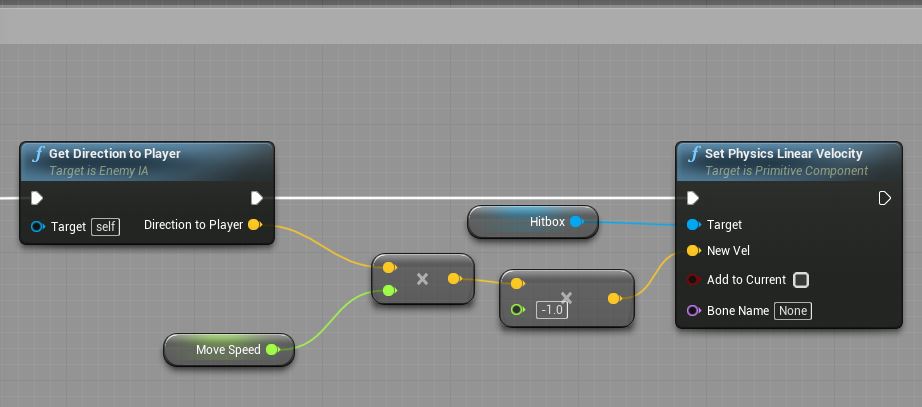 Get Direction to Player
Target is Enemy IA
Target self
Direction to Player
Move Speed
-1.0
Hitbox
Set Physics Linear Velocity
Target is Primitive Component
Target
New Vel
Add to Current
Bone Name None